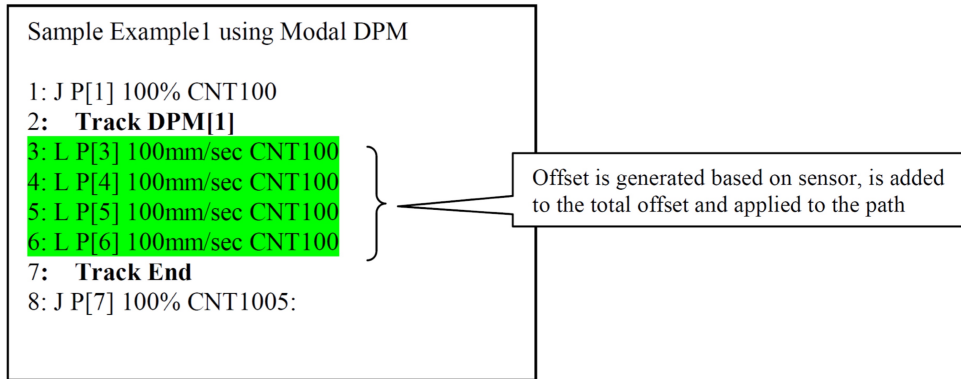 Sample Example1 using Modal DPM
1: J P[1] 100% CNT100
2: Track DPM[1]
3: L P[3] 100mm/sec CNT100
4: L P[4] 100mm/sec CNT100
5: L P[5] 100mm/sec CNT100
6: L P[6] 100mm/sec CNT100
7: Track End
8: J P[7] 100% CNT1005:
Offset is generated based on sensor, is added
to the total offset and applied to the path